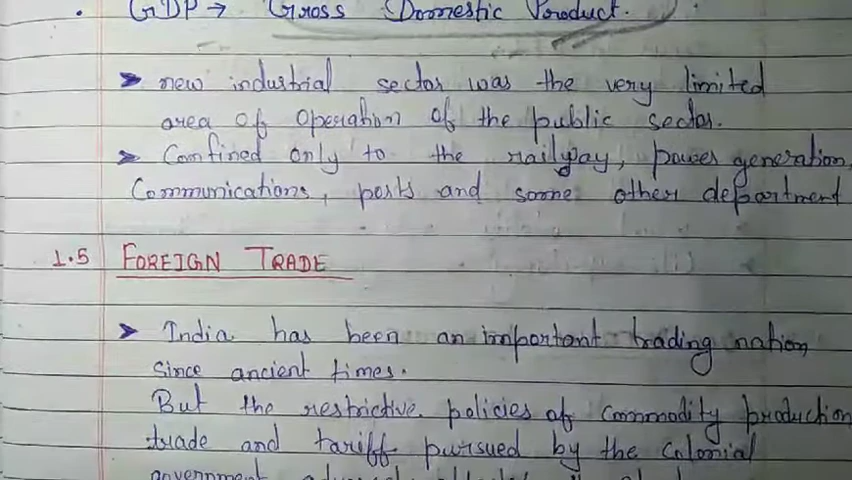 • GDP → Gross Domestic Product.
➤ new industrial sector was the very limited
area of operation of the public sector.
➤ Confined only to the railway, power generation,
Communications, posts and some other department
1.5 FOREIGN TRADE
➤ India has been an important trading nation
since ancient times.
But the restrictive policies of commodity production
trade and tariff pursued by the colonial
government